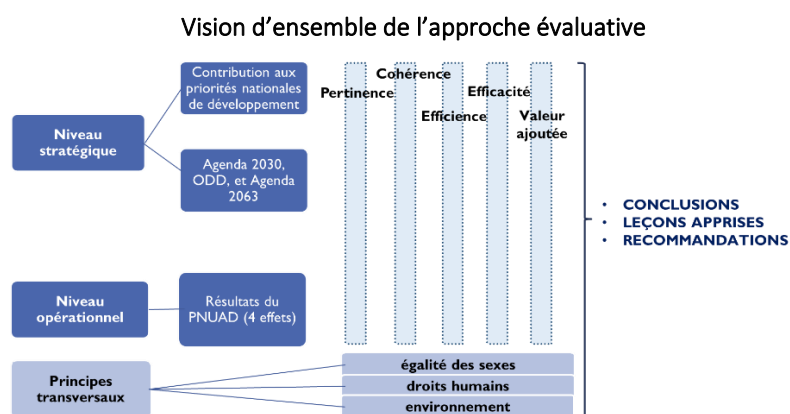 Vision d’ensemble de l’approche évaluative
Contribution aux
priorités nationales
de développement
Niveau
stratégique
Agenda 2030,
ODD, et Agenda
2063
Pertinence
Cohérence
Efficience
Efficacité
Valeur
ajoutée
• CONCLUSIONS
• LEÇONS APPRISES
• RECOMMANDATIONS
Niveau
opérationnel
Résultats du
PNUAD (4 effets)
Principes
transversaux
égalité des sexes
droits humains
environnement